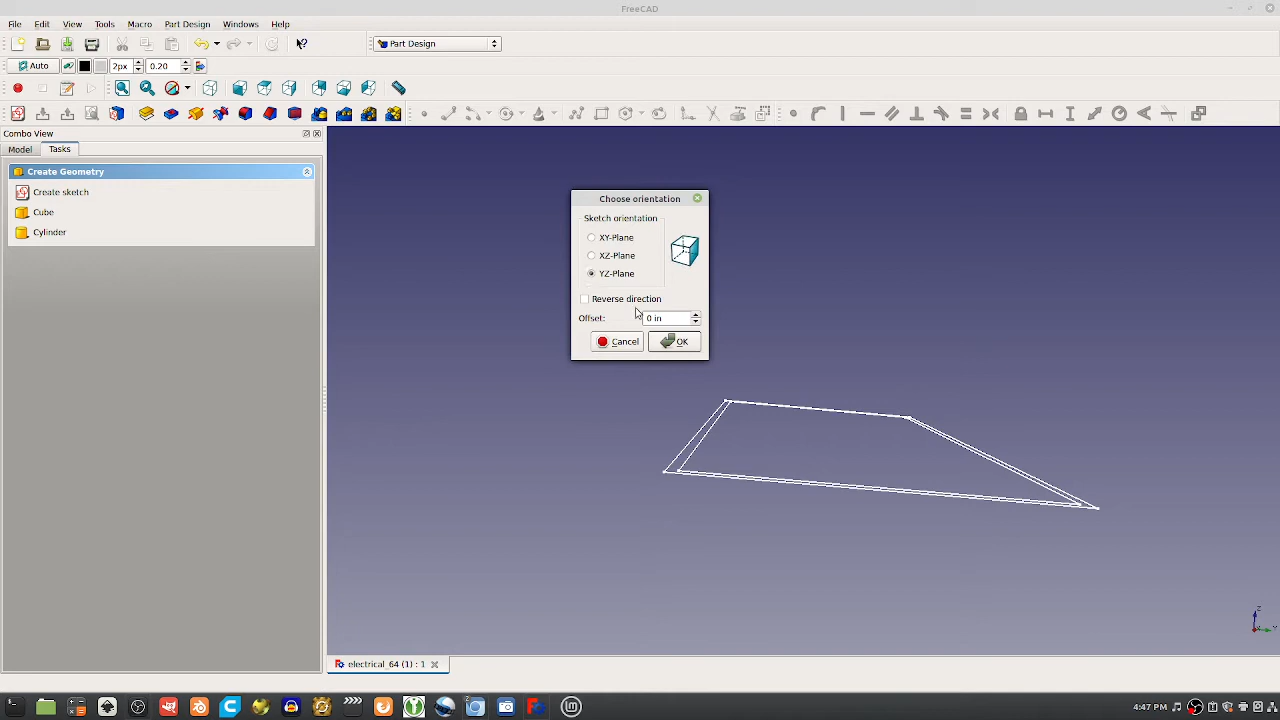 FreeCAD
File Edit View Tools Macro Part Design Windows Help
Part Design
Auto 2px 0.20
Combo View
Model Tasks
Create Geometry
Create sketch
Cube
Cylinder
Choose orientation
Sketch orientation
XY-Plane
XZ-Plane
YZ-Plane
Reverse direction
Offset: 0 in
Cancel OK
electrical_64 (1) : 1
4:47 PM